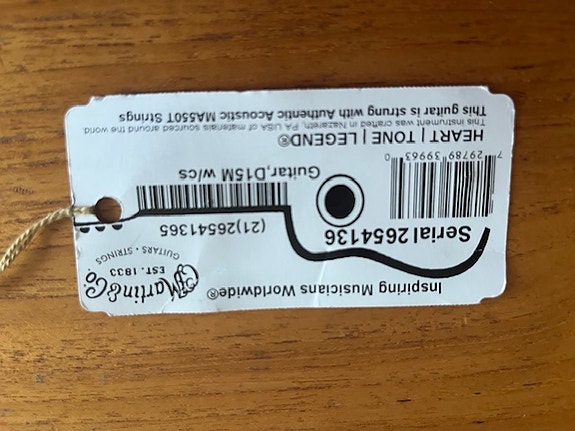 Inspiring Musicians Worldwide®
CF Martin & Co.
EST. 1833
GUITARS • STRINGS
Serial 2654136
(21)26541365
7 29789 39963 0
Guitar,D15M w/cs
HEART | TONE | LEGEND®
This instrument was crafted in Nazareth, PA USA of materials sourced around the world
This guitar is strung with Authentic Acoustic MA550T Strings